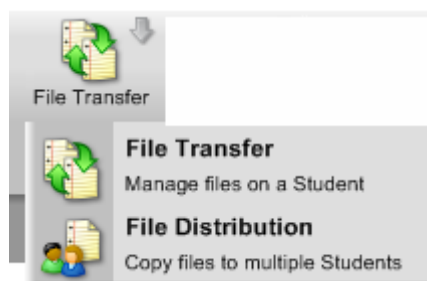 File Transfer
File Transfer
Manage files on a Student
File Distribution
Copy files to multiple Students